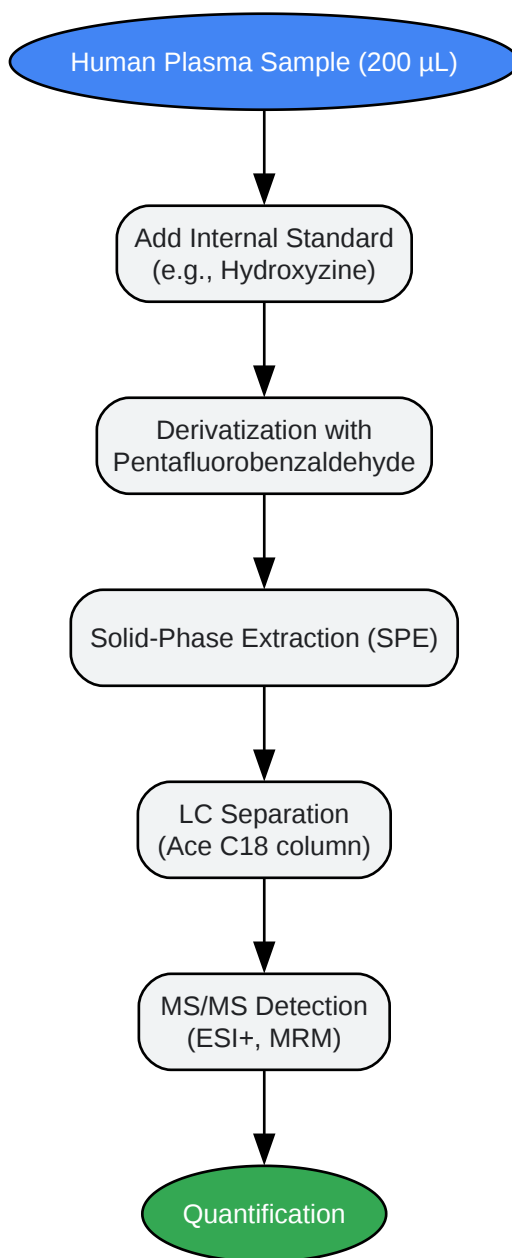 Human Plasma Sample (200 µL)
Add Internal Standard
(e.g., Hydroxyzine)
Derivatization with
Pentafluorobenzaldehyde
Solid-Phase Extraction (SPE)
LC Separation
(Ace C18 column)
MS/MS Detection
(ESI+, MRM)
Quantification